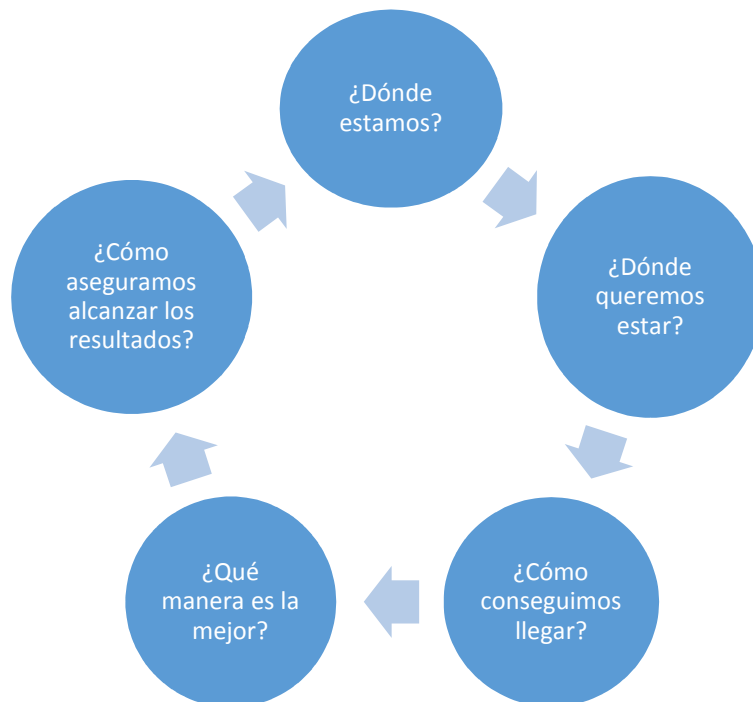 ¿Dónde
estamos?
¿Dónde
queremos
estar?
¿Cómo
conseguimos
llegar?
¿Qué
manera es la
mejor?
¿Cómo
aseguramos
alcanzar los
resultados?